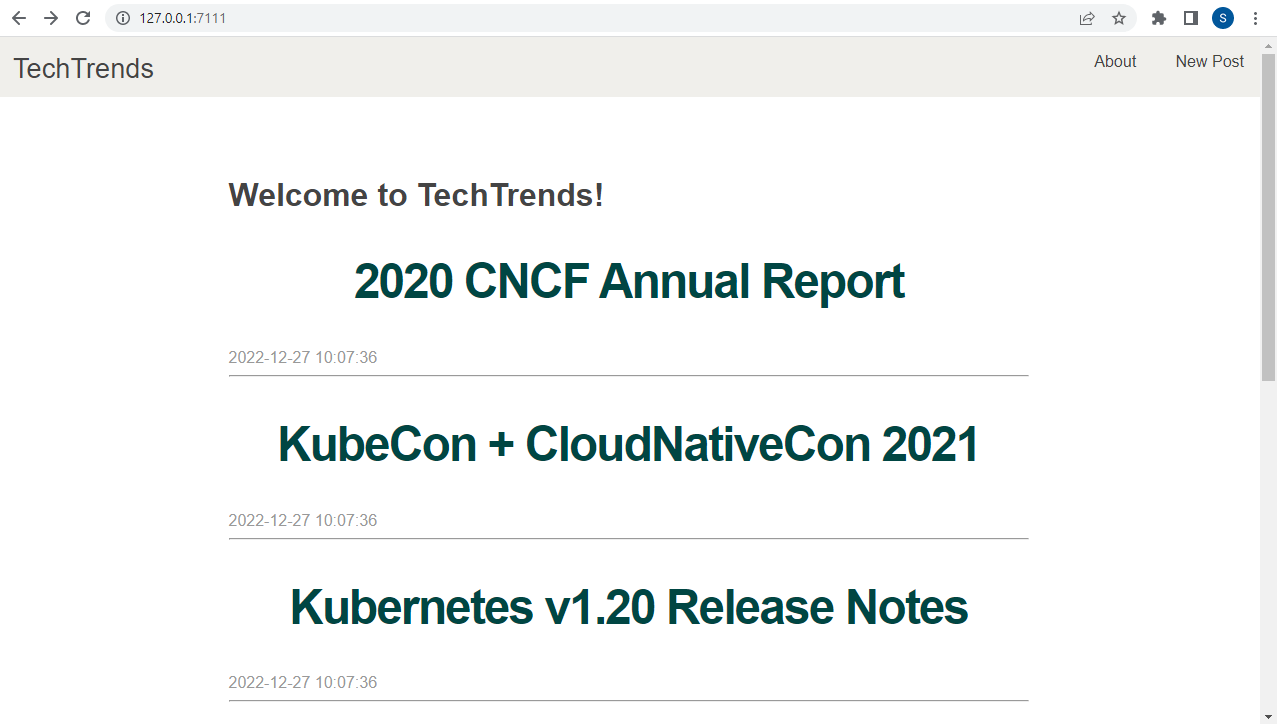 127.0.0.1:7111
S
TechTrends
About
New Post
Welcome to TechTrends!
2020 CNCF Annual Report
2022-12-27 10:07:36
KubeCon + CloudNativeCon 2021
2022-12-27 10:07:36
Kubernetes v1.20 Release Notes
2022-12-27 10:07:36